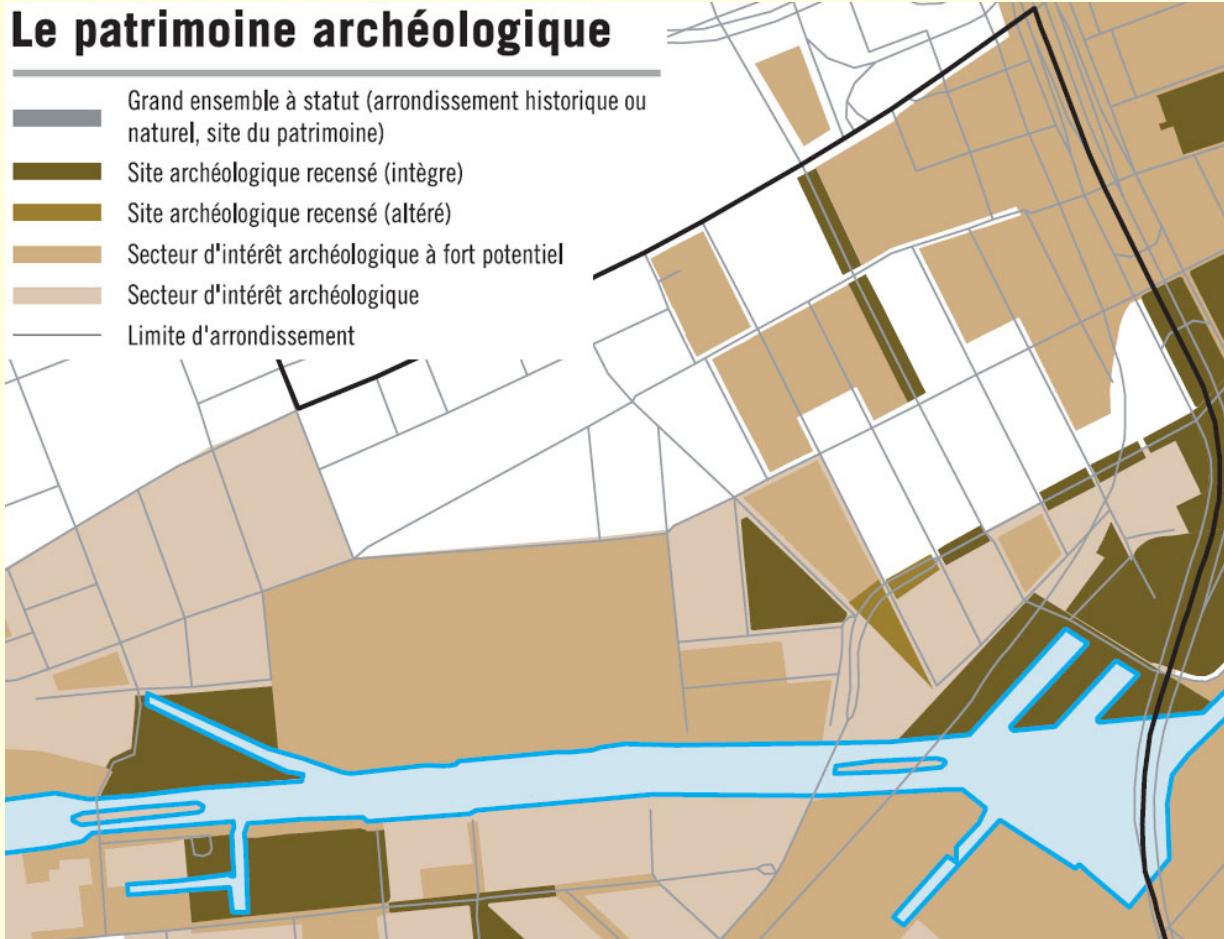 Le patrimoine archéologique
Grand ensemble à statut (arrondissement historique ou
naturel, site du patrimoine)
Site archéologique recensé (intègre)
Site archéologique recensé (altéré)
Secteur d'intérêt archéologique à fort potentiel
Secteur d'intérêt archéologique
Limite d'arrondissement